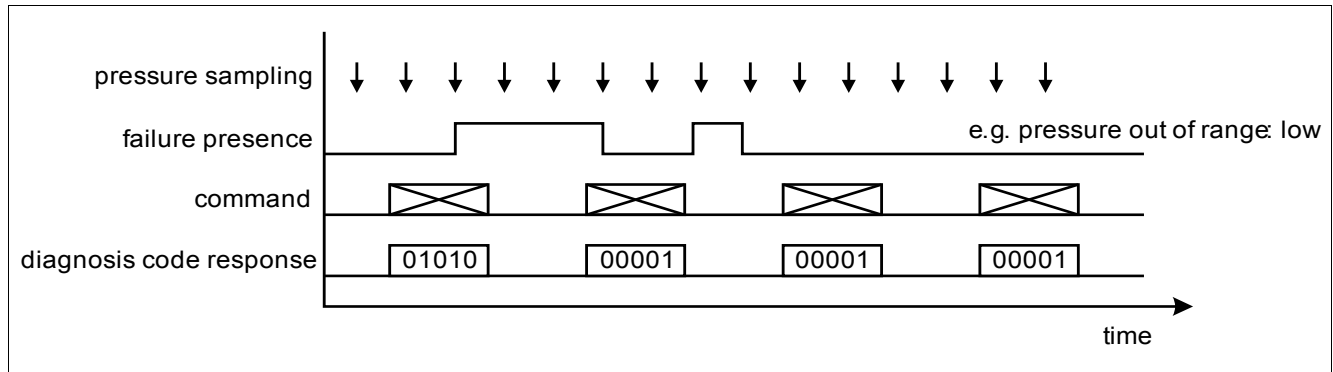 pressure sampling
failure presence
e.g. pressure out of range: low
command
diagnosis code response
01010
00001
00001
00001
time